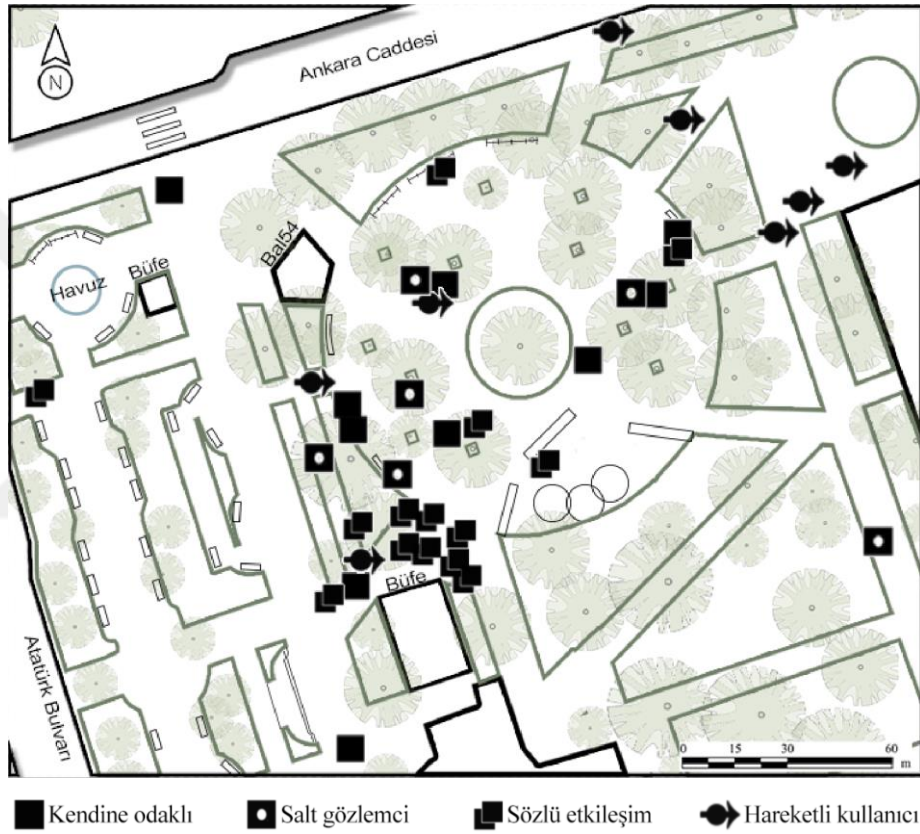 Ankara Caddesi
N
Bal54
Büfe
Havuz
Büfe
Atatürk Bulvarı
0 15 30 60
m
Kendine odaklı Salt gözlemci Sözlü etkileşim Hareketli kullanıcı